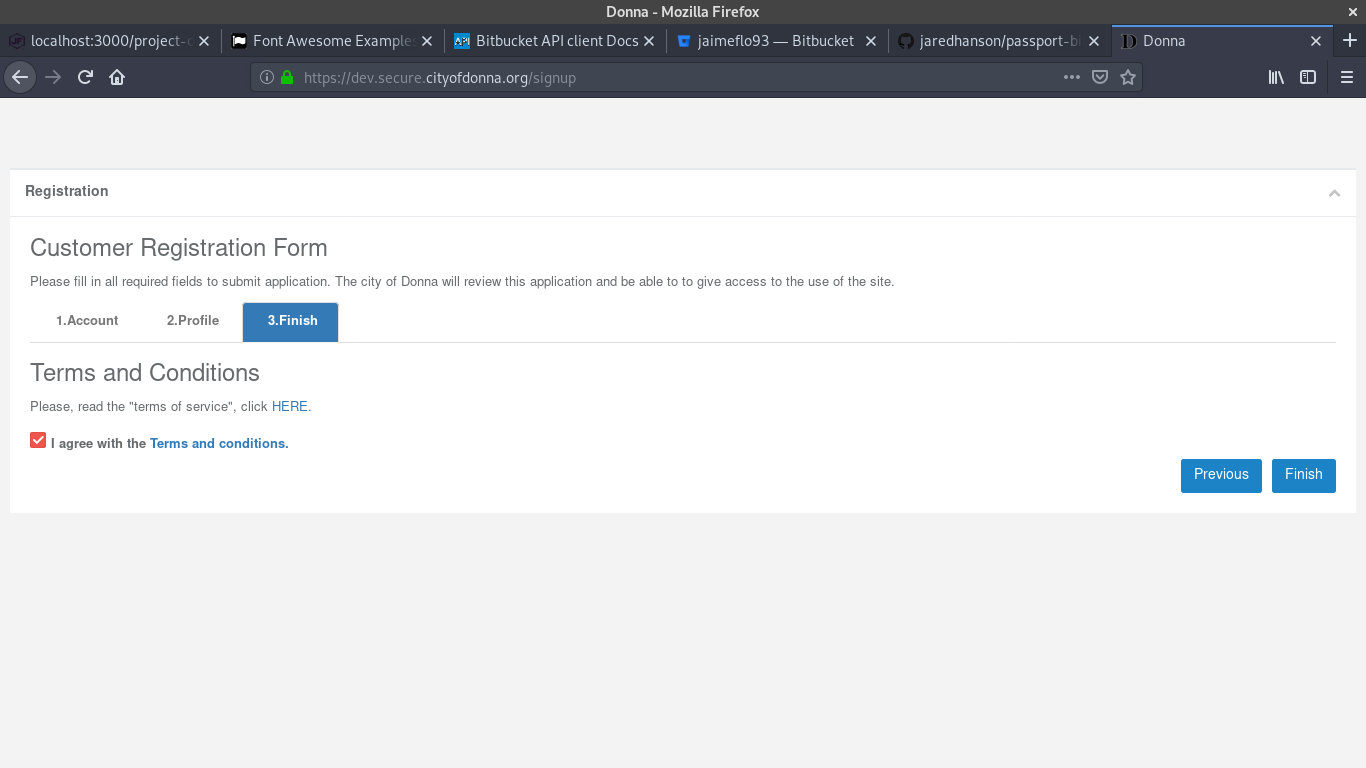 Donna - Mozilla Firefox
localhost:3000/project-
Font Awesome Example
Bitbucket API client Docs
jaimeflo93 — Bitbucket
jaredhanson/passport-bi
Donna
https://dev.secure.cityofdonna.org/signup
Registration
Customer Registration Form
Please fill in all required fields to submit application. The city of Donna will review this application and be able to to give access to the use of the site.
1.Account
2.Profile
3.Finish
Terms and Conditions
Please, read the "terms of service", click HERE.
I agree with the Terms and conditions.
Previous
Finish